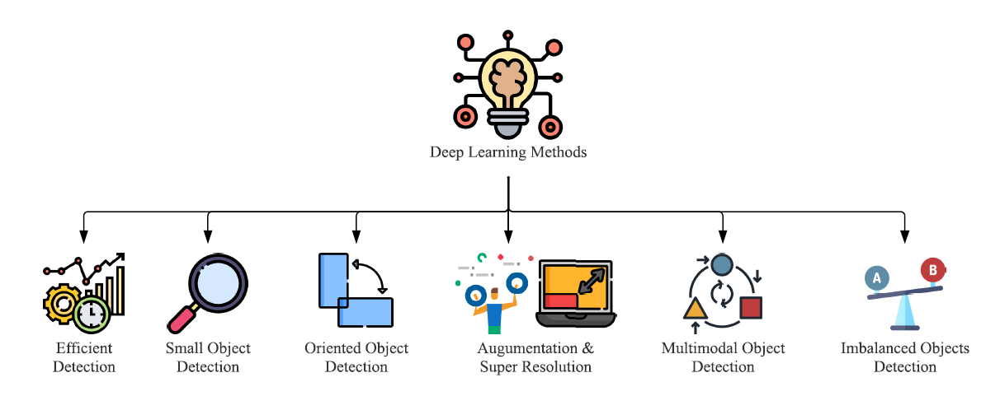 Deep Learning Methods
Efficient
Detection
Small Object
Detection
Oriented Object
Detection
Augumentation &
Super Resolution
Multimodal Object
Detection
A
B
Imbalanced Objects
Detection